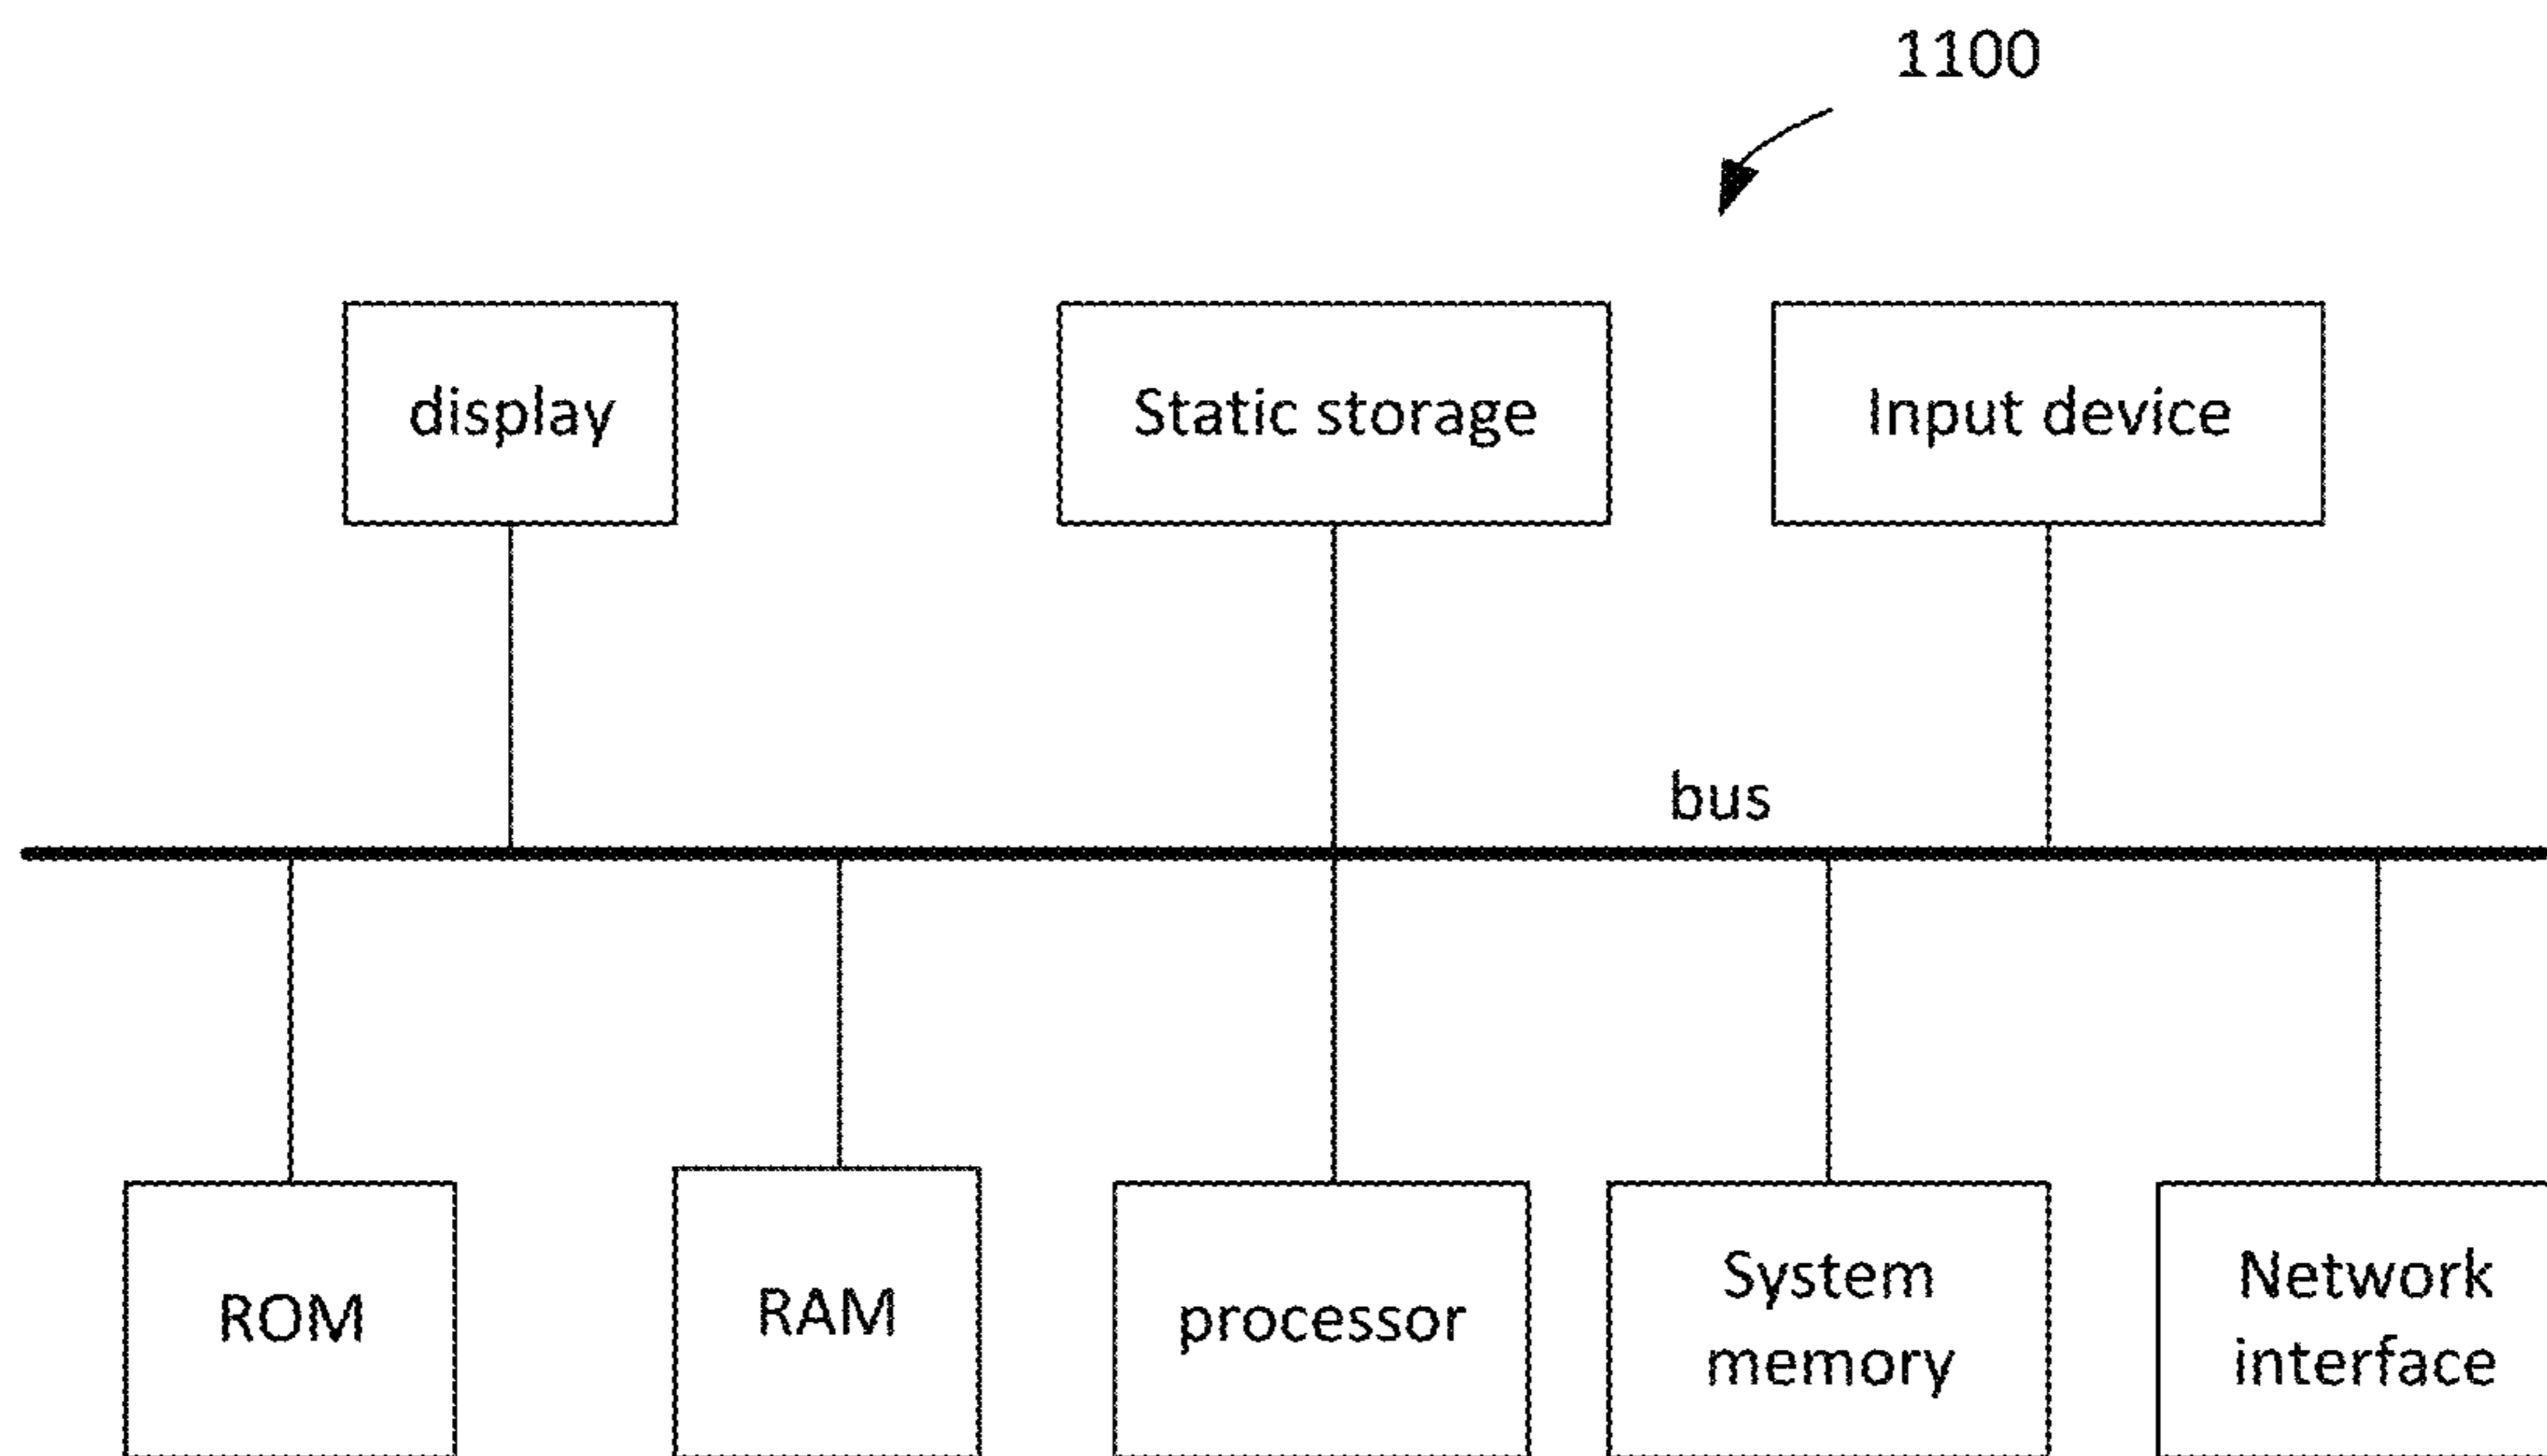 1100
display
Static storage
Input device
bus
ROM
RAM
processor
System
memory
Network
interface